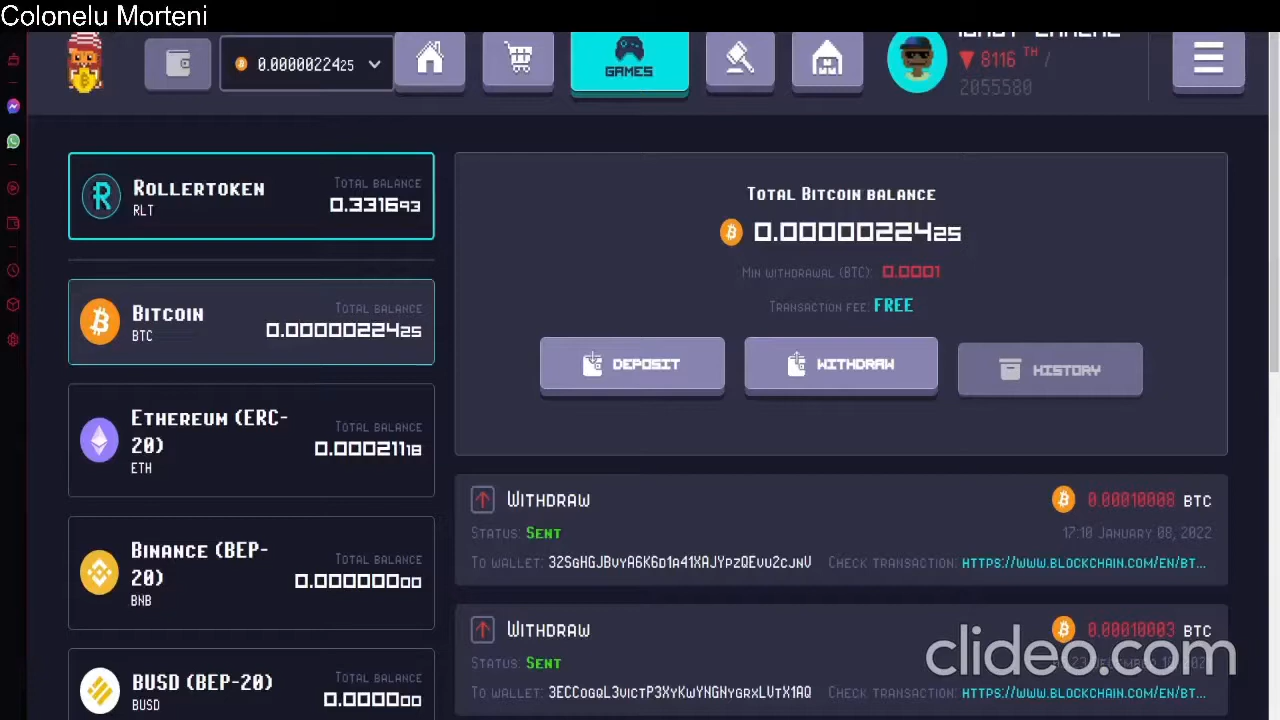 Colonelu Morteni
0.0000022425
GAMES
8116 TH /
2055580
Rollertoken
RLT
Total balance
0.331693
Bitcoin
BTC
Total balance
0.0000022425
Ethereum (ERC-
20)
ETH
Total balance
0.00021118
Binance (BEP-
20)
BNB
Total balance
0.00000000
BUSD (BEP-20)
BUSD
Total balance
0.000000
Total Bitcoin balance
0.0000022425
Min withdrawal (BTC): 0.0001
Transaction fee: FREE
DEPOSIT
WITHDRAW
HISTORY
Withdraw
0.00010008 BTC
Status: Sent
17:10 January 08, 2022
To wallet:
Check transaction: https://www.blockchain.com/en/bt...
Withdraw
0.00010003 BTC
Status: Sent
To wallet:
Check transaction: https://www.blockchain.com/en/bt...
clideo.com